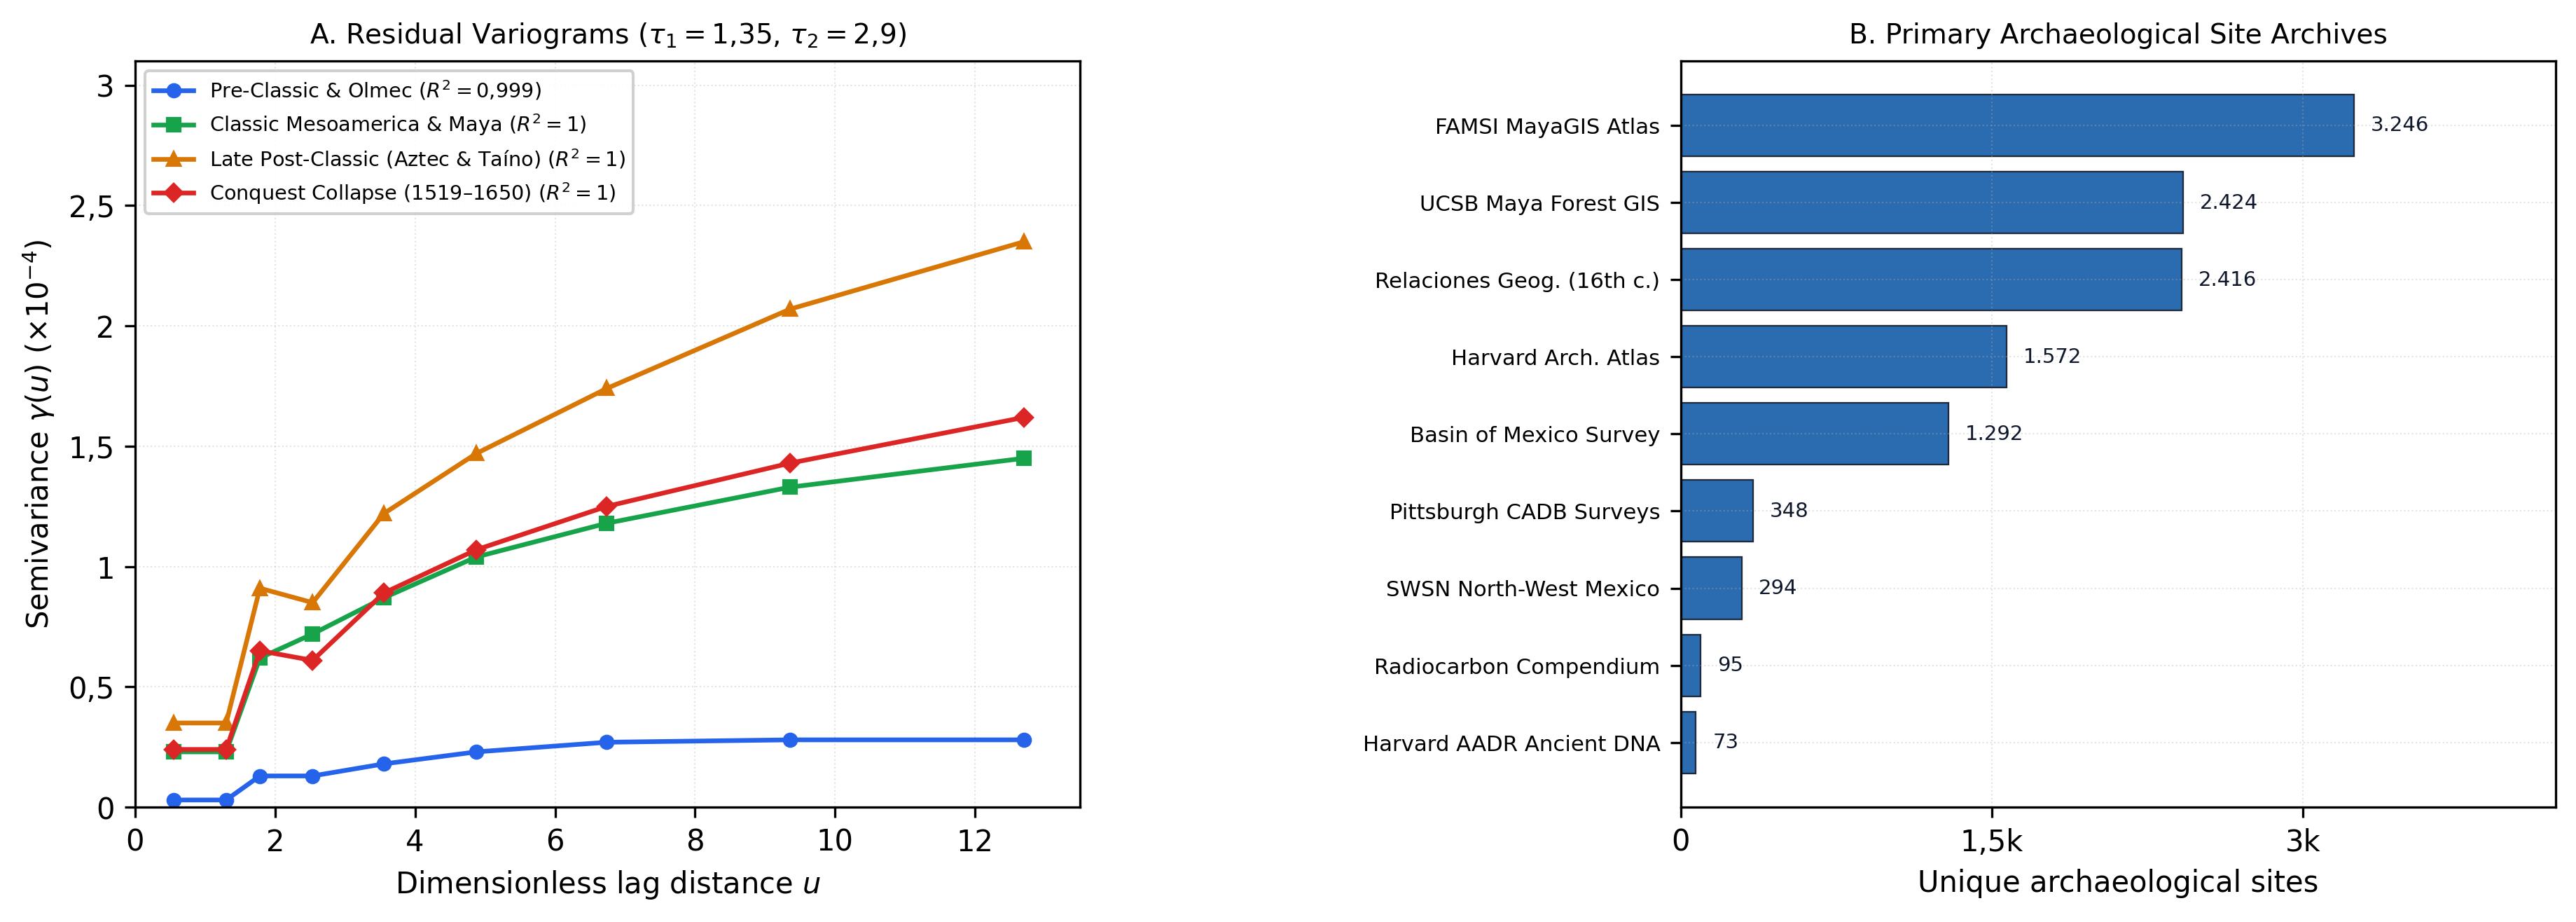 A. Residual Variograms (τ₁ = 1,35, τ₂ = 2,9)
Pre-Classic & Olmec (R² = 0,999)
Classic Mesoamerica & Maya (R² = 1)
Late Post-Classic (Aztec & Taíno) (R² = 1)
Conquest Collapse (1519–1650) (R² = 1)
Semivariance γ(u) (×10⁻⁴)
3
2,5
2
1,5
1
0,5
0
0 2 4 6 8 10 12
Dimensionless lag distance u
B. Primary Archaeological Site Archives
FAMSI MayaGIS Atlas 3.246
UCSB Maya Forest GIS 2.424
Relaciones Geog. (16th c.) 2.416
Harvard Arch. Atlas 1.572
Basin of Mexico Survey 1.292
Pittsburgh CADB Surveys 348
SWSN North-West Mexico 294
Radiocarbon Compendium 95
Harvard AADR Ancient DNA 73
0 1,5k 3k
Unique archaeological sites